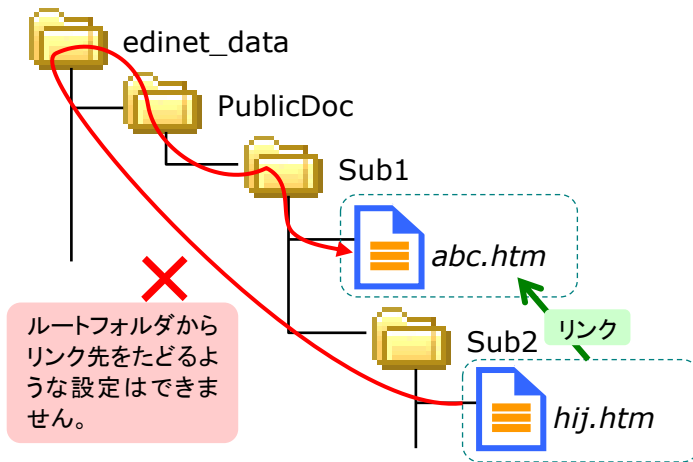 edinet_data
PublicDoc
Sub1
abc.htm
リンク
Sub2
hij.htm
ルートフォルダから
リンク先をたどるよ
うな設定はできま
せん。